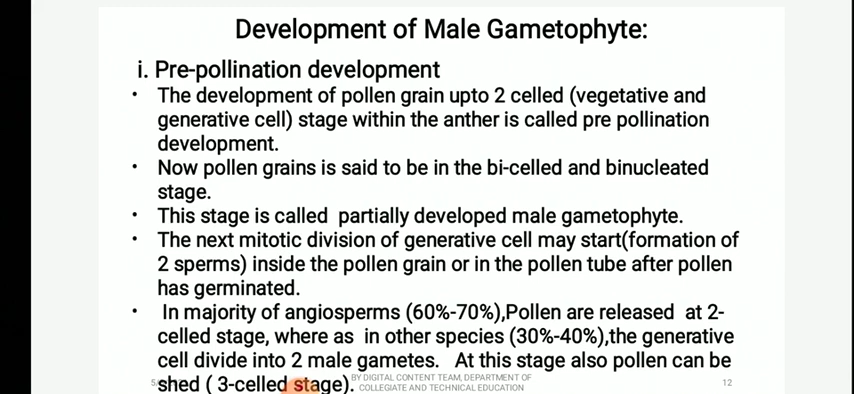 Development of Male Gametophyte:
i. Pre-pollination development
• The development of pollen grain upto 2 celled (vegetative and
generative cell) stage within the anther is called pre pollination
development.
• Now pollen grains is said to be in the bi-celled and binucleated
stage.
• This stage is called partially developed male gametophyte.
• The next mitotic division of generative cell may start(formation of
2 sperms) inside the pollen grain or in the pollen tube after pollen
has germinated.
• In majority of angiosperms (60%-70%),Pollen are released at 2-
celled stage, where as in other species (30%-40%),the generative
cell divide into 2 male gametes. At this stage also pollen can be
shed ( 3-celled stage).
BY DIGITAL CONTENT TEAM, DEPARTMENT OF
COLLEGIATE AND TECHNICAL EDUCATION
12